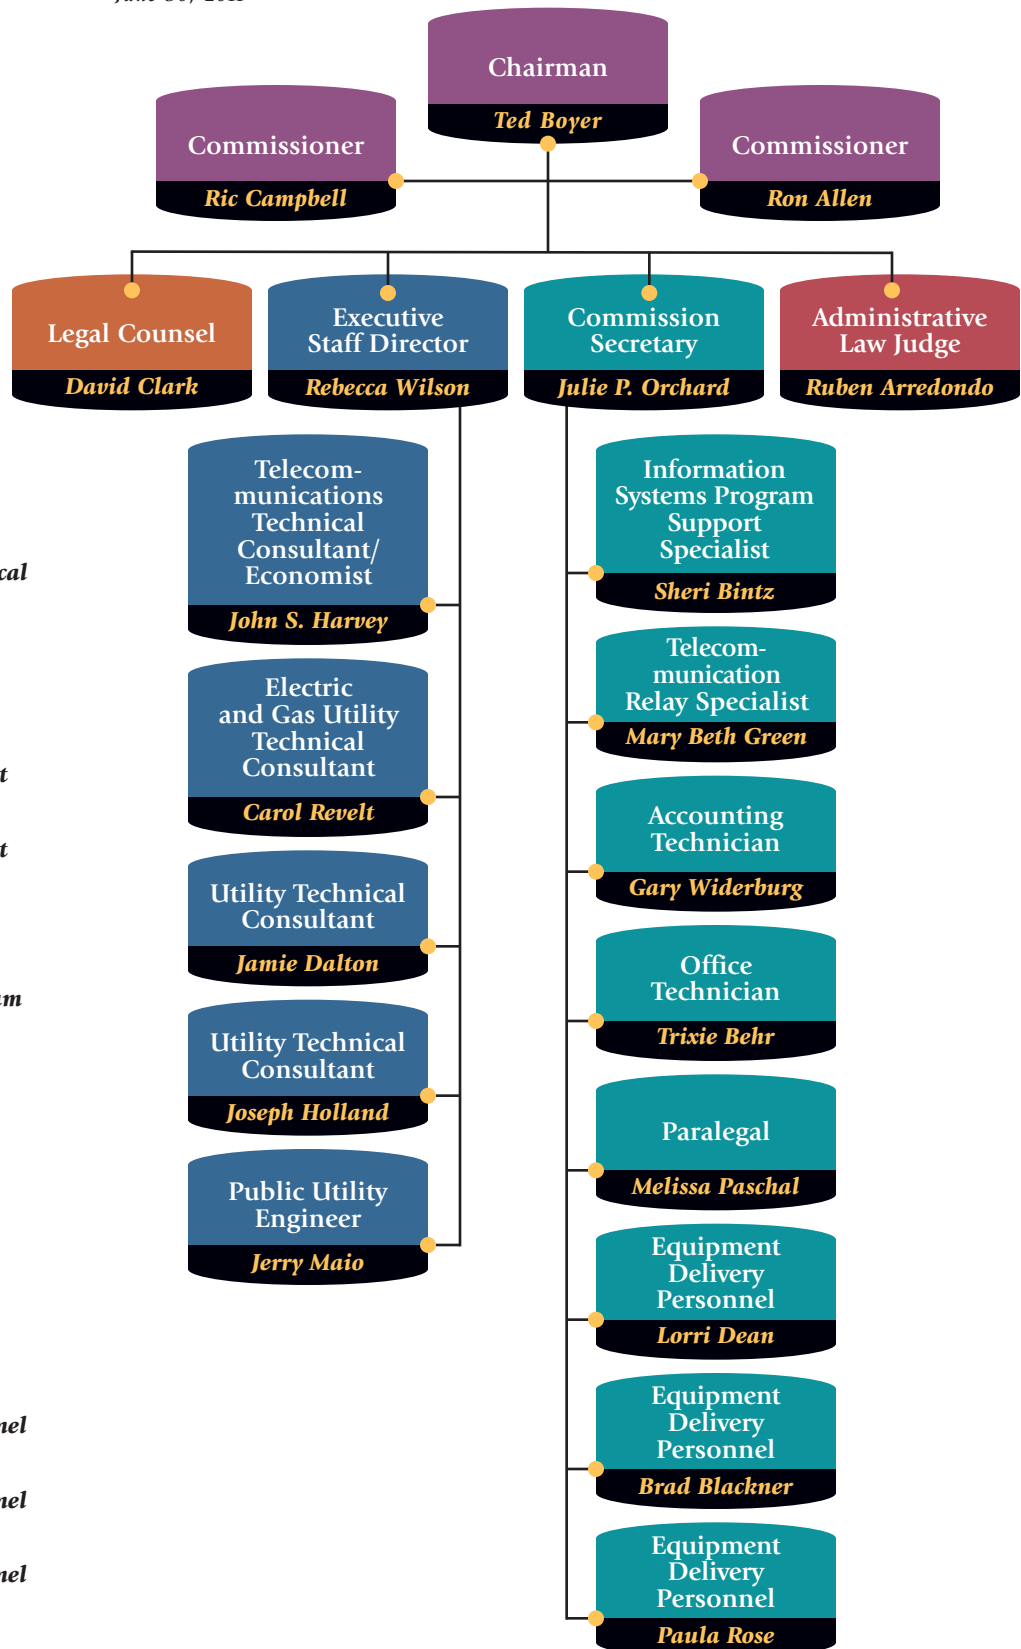 Chairman
Ted Boyer
Commissioner
Ric Campbell
Commissioner
Ron Allen
Legal Counsel
David Clark
Executive
Staff Director
Rebecca Wilson
Commission
Secretary
Julie P. Orchard
Administrative
Law Judge
Ruben Arredondo
Telecom-
munications
Technical
Consultant/
Economist
John S. Harvey
Electric
and Gas Utility
Technical
Consultant
Carol Revelt
Utility Technical
Consultant
Jamie Dalton
Utility Technical
Consultant
Joseph Holland
Public Utility
Engineer
Jerry Maio
Information
Systems Program
Support
Specialist
Sheri Bintz
Telecom-
munication
Relay Specialist
Mary Beth Green
Accounting
Technician
Gary Widerburg
Office
Technician
Trixie Behr
Paralegal
Melissa Paschal
Equipment
Delivery
Personnel
Lorri Dean
Equipment
Delivery
Personnel
Brad Blackner
Equipment
Delivery
Personnel
Paula Rose